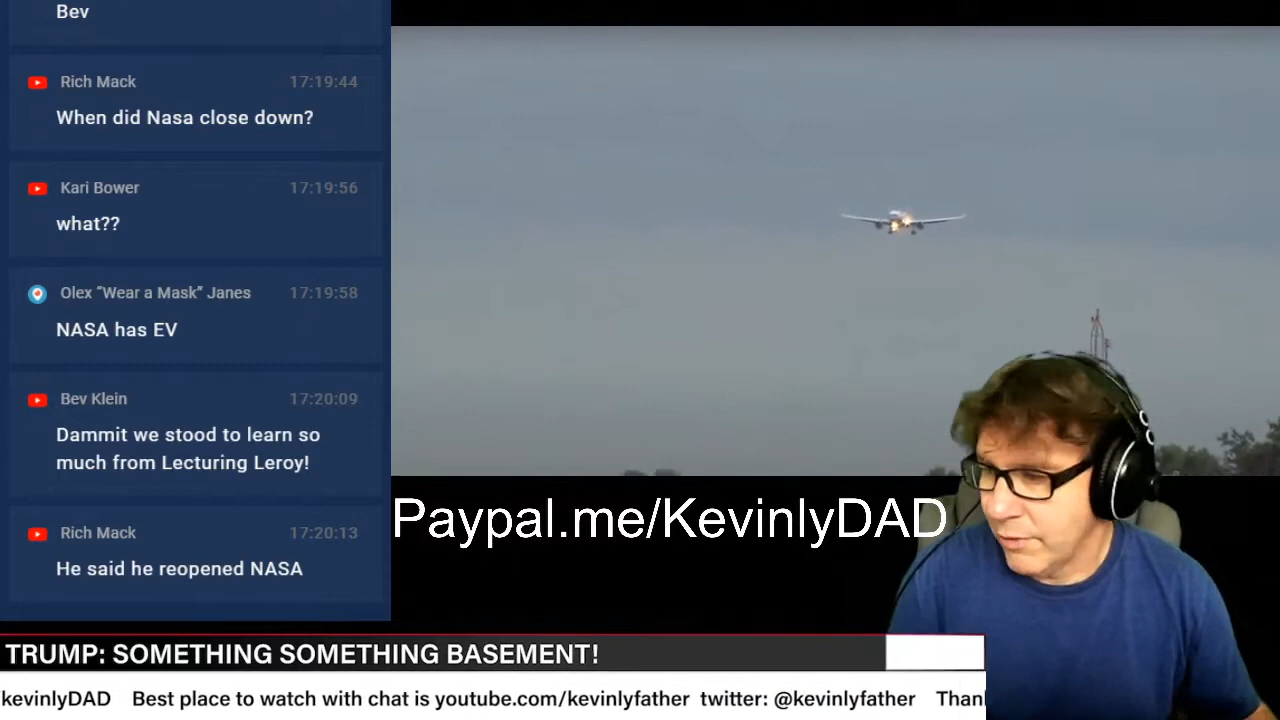 Bev
Rich Mack 17:19:44
When did Nasa close down?
Kari Bower 17:19:56
what??
Olex “Wear a Mask” Janes 17:19:58
NASA has EV
Bev Klein 17:20:09
Dammit we stood to learn so
much from Lecturing Leroy!
Rich Mack 17:20:13
He said he reopened NASA
Paypal.me/KevinlyDAD
TRUMP: SOMETHING SOMETHING BASEMENT!
kevinlyDAD Best place to watch with chat is youtube.com/kevinlyfather twitter: @kevinlyfather Than